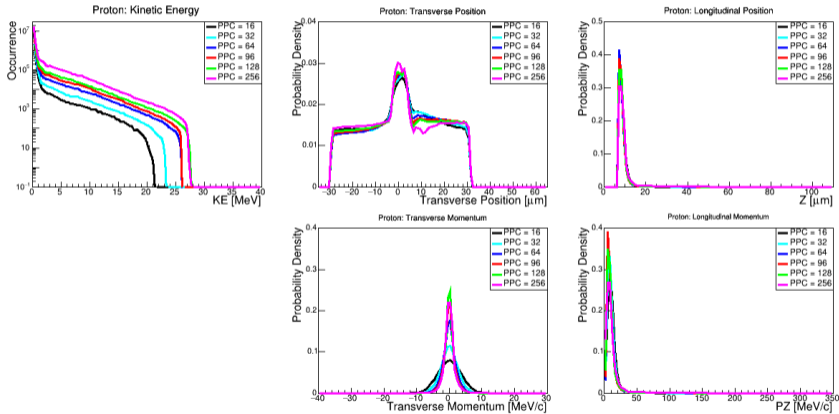 Proton: Kinetic Energy
Occurrence
10^7
10^5
10^3
10
10^-1
0 5 10 15 20 25 30 35 40
KE [MeV]
PPC = 16
PPC = 32
PPC = 64
PPC = 96
PPC = 128
PPC = 256
Proton: Transverse Position
Probability Density
0.04
0.03
0.02
0.01
0
−30 −20 −10 0 10 20 30 40 50 60
Transverse Position [μm]
PPC = 16
PPC = 32
PPC = 64
PPC = 96
PPC = 128
PPC = 256
Proton: Longitudinal Position
Probability Density
0.5
0.4
0.3
0.2
0.1
0
0 20 40 60 80 100
Z [μm]
PPC = 16
PPC = 32
PPC = 64
PPC = 96
PPC = 128
PPC = 256
Proton: Transverse Momentum
Probability Density
0.4
0.3
0.2
0.1
0
−40 −30 −20 −10 0 10 20 30
Transverse Momentum [MeV/c]
PPC = 16
PPC = 32
PPC = 64
PPC = 96
PPC = 128
PPC = 256
Proton: Longitudinal Momentum
Probability Density
0.4
0.3
0.2
0.1
0
0 50 100 150 200 250 300 350
PZ [MeV/c]
PPC = 16
PPC = 32
PPC = 64
PPC = 96
PPC = 128
PPC = 256